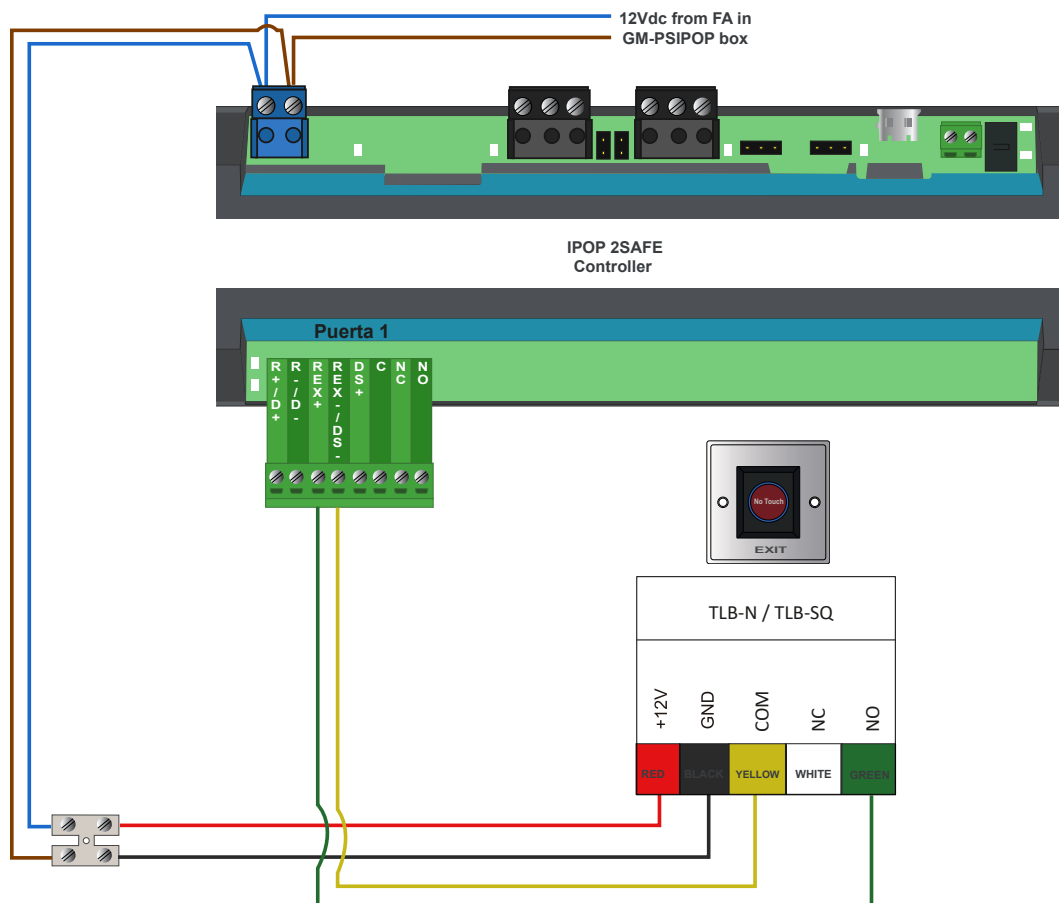 12Vdc from FA in
GM-PSIPOP box
IPOP 2SAFE
Controller
Puerta 1
R+/D+
R-/D-
REX+
REX-/DS-
DS+
C
NC
NO
No Touch
EXIT
TLB-N / TLB-SQ
+12V
GND
COM
NC
NO
RED
BLACK
YELLOW
WHITE
GREEN